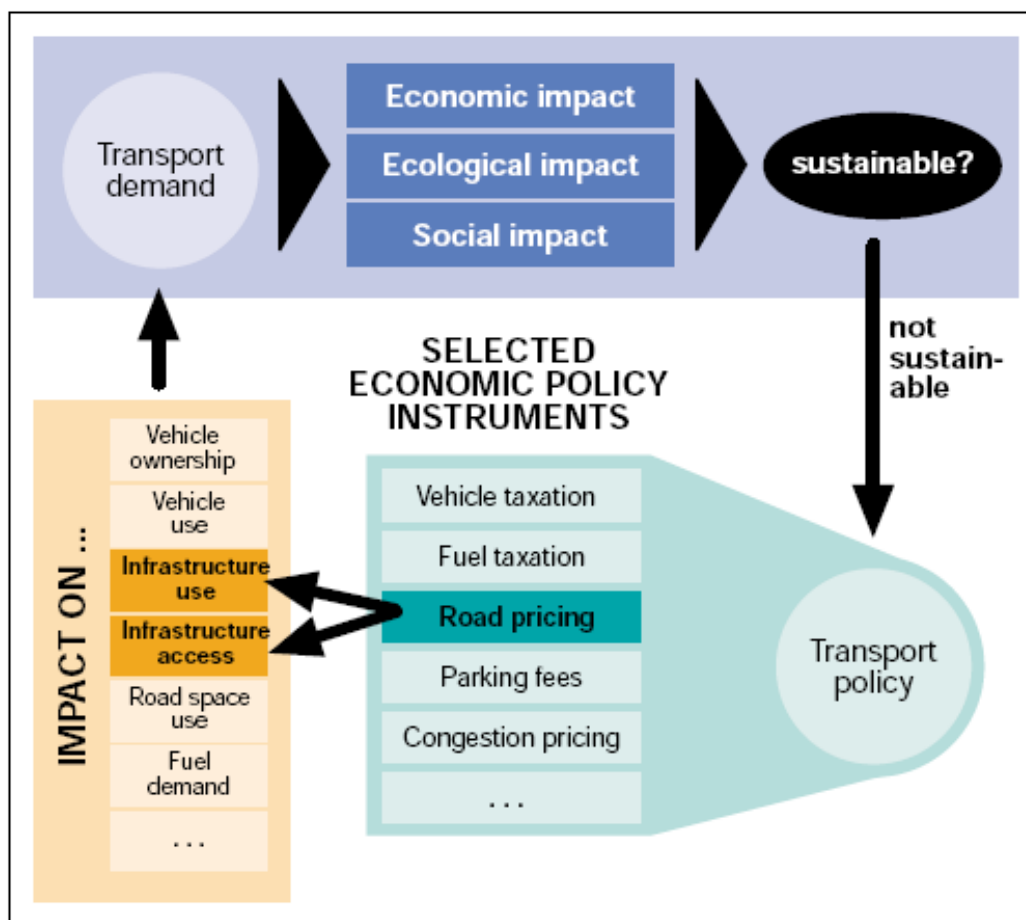 Transport
demand
Economic impact
Ecological impact
Social impact
sustainable?
not
sustain-
able
SELECTED
ECONOMIC POLICY
INSTRUMENTS
IMPACT ON ...
Vehicle
ownership
Vehicle
use
Infrastructure
use
Infrastructure
access
Road space
use
Fuel
demand
...
Vehicle taxation
Fuel taxation
Road pricing
Parking fees
Congestion pricing
...
Transport
policy